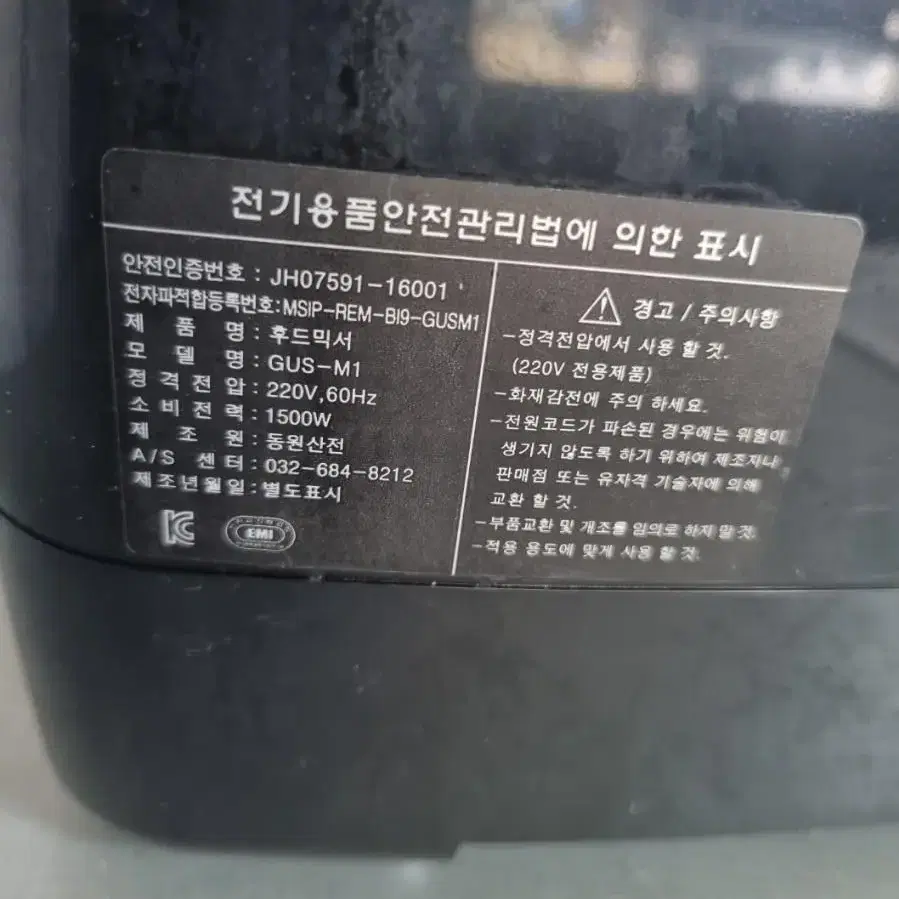 전기용품안전관리법에 의한 표시
안전인증번호 : JH07591-16001
전자파적합등록번호: MSIP-REM-BI9-GUSM1
제 품 명 : 후드믹서
모 델 명 : GUS-M1
정 격 전 압 : 220V,60Hz
소 비 전 력 : 1500W
제 조 원 : 동원산전
A/S 센 터 : 032-684-8212
제조년월일 : 별도표시
EMI
경고 / 주의사항
-정격전압에서 사용 할 것.
(220V 전용제품)
-화재감전에 주의 하세요.
-전원코드가 파손된 경우에는 위험이
생기지 않도록 하기 위하여 제조자나,
판매점 또는 유자격 기술자에 의해
교환 할 것.
-부품교환 및 개조를 임의로 하지 말 것.
-적용 용도에 맞게 사용 할 것.